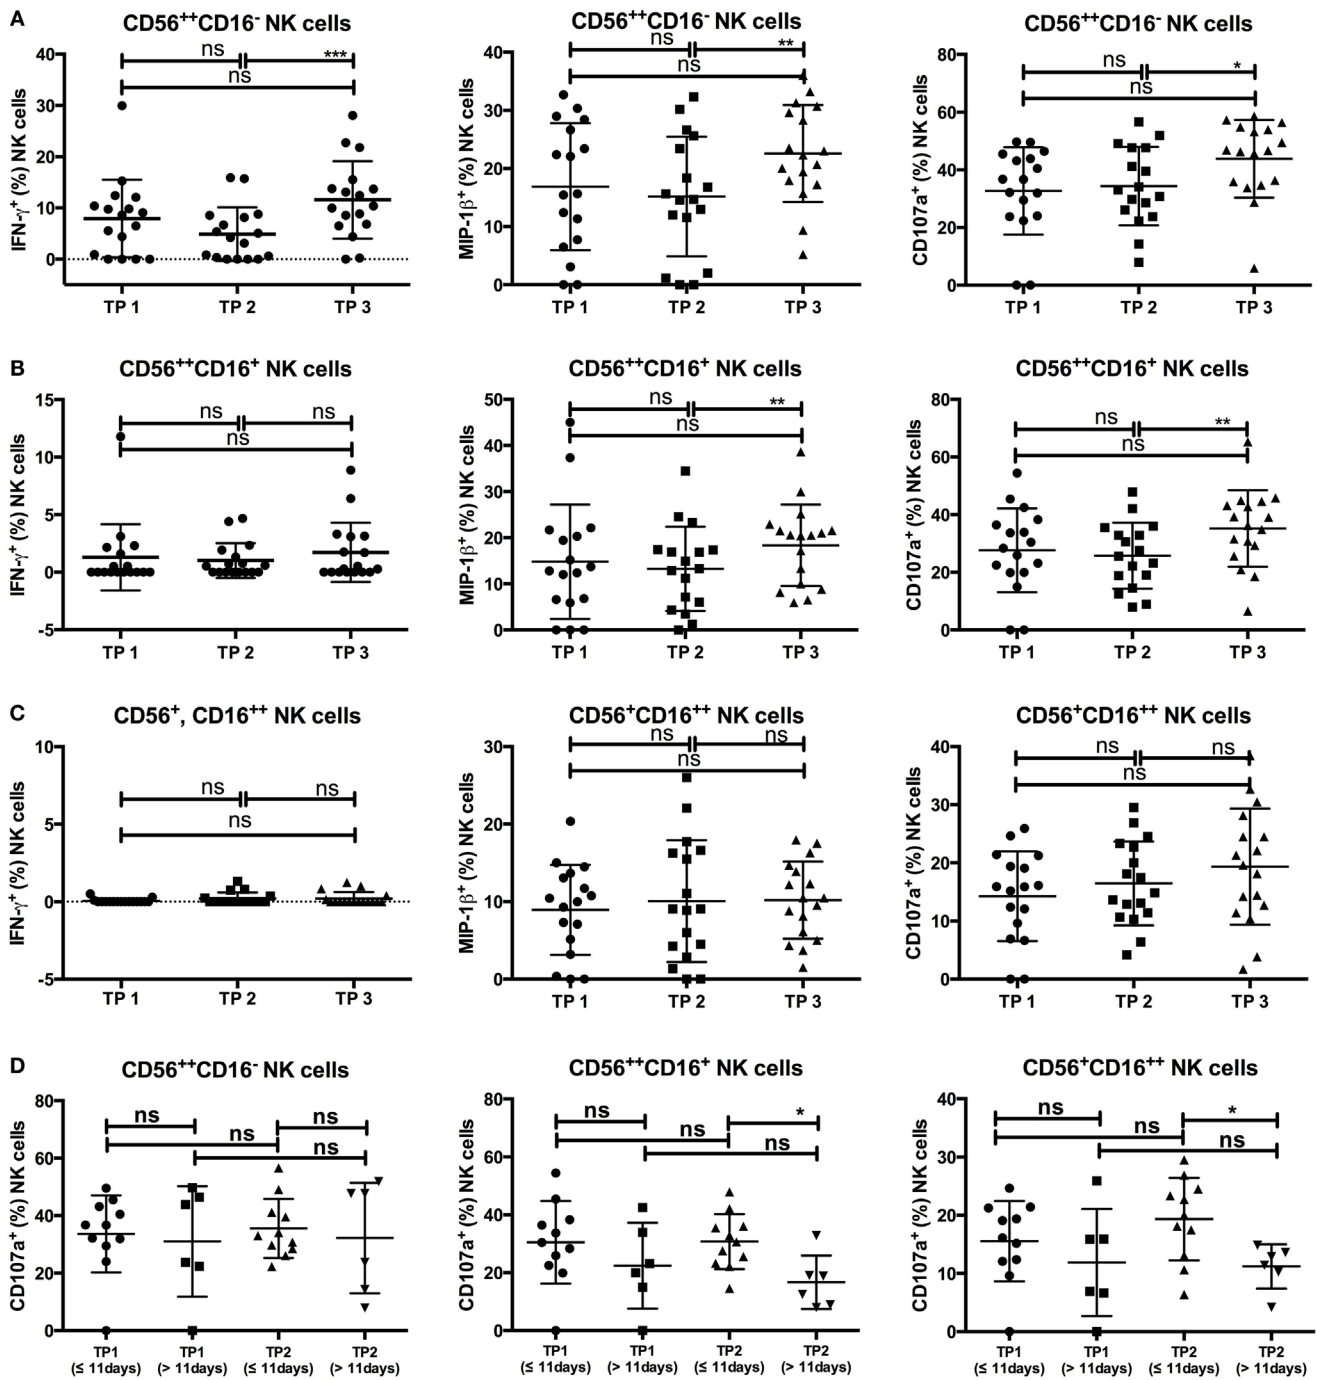 A
CD56++CD16- NK cells
IFN-γ+ (%) NK cells
40
30
20
10
0
ns
***
ns
TP 1
TP 2
TP 3
CD56++CD16- NK cells
MIP-1β+ (%) NK cells
40
30
20
10
0
ns
**
ns
TP 1
TP 2
TP 3
CD56++CD16- NK cells
CD107a+ (%) NK cells
80
60
40
20
0
ns
*
ns
TP 1
TP 2
TP 3
B
CD56++CD16+ NK cells
IFN-γ+ (%) NK cells
15
10
5
0
-5
ns
ns
ns
TP 1
TP 2
TP 3
CD56++CD16+ NK cells
MIP-1β+ (%) NK cells
50
40
30
20
10
0
ns
**
ns
TP 1
TP 2
TP 3
CD56++CD16+ NK cells
CD107a+ (%) NK cells
80
60
40
20
0
ns
**
ns
TP 1
TP 2
TP 3
C
CD56+, CD16++ NK cells
IFN-γ+ (%) NK cells
10
5
0
-5
ns
ns
ns
TP 1
TP 2
TP 3
CD56+CD16++ NK cells
MIP-1β+ (%) NK cells
30
20
10
0
ns
ns
ns
TP 1
TP 2
TP 3
CD56+CD16++ NK cells
CD107a+ (%) NK cells
40
30
20
10
0
ns
ns
ns
TP 1
TP 2
TP 3
D
CD56++CD16- NK cells
CD107a+ (%) NK cells
80
60
40
20
0
ns
ns
ns
ns
TP1
(≤ 11days)
TP1
(> 11days)
TP2
(≤ 11days)
TP2
(> 11days)
CD56++CD16+ NK cells
CD107a+ (%) NK cells
80
60
40
20
0
ns
*
ns
ns
TP1
(≤ 11days)
TP1
(> 11days)
TP2
(≤ 11days)
TP2
(> 11days)
CD56+CD16++ NK cells
CD107a+ (%) NK cells
40
30
20
10
0
ns
*
ns
ns
TP1
(≤ 11days)
TP1
(> 11days)
TP2
(≤ 11days)
TP2
(> 11days)